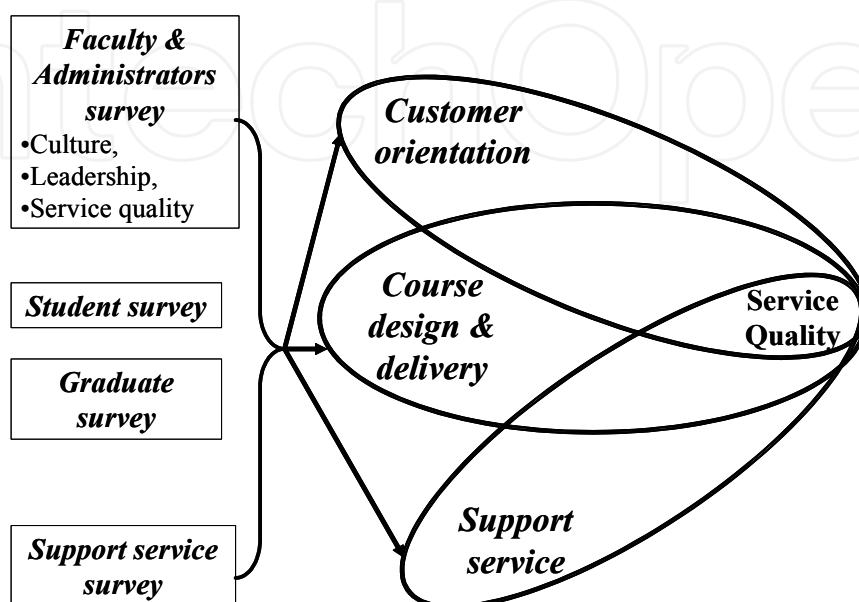 Faculty &
Administrators
survey
•Culture,
•Leadership,
•Service quality
Student survey
Graduate
survey
Support service
survey
Customer
orientation
Course
design &
delivery
Support
service
Service
Quality
ntechOpe